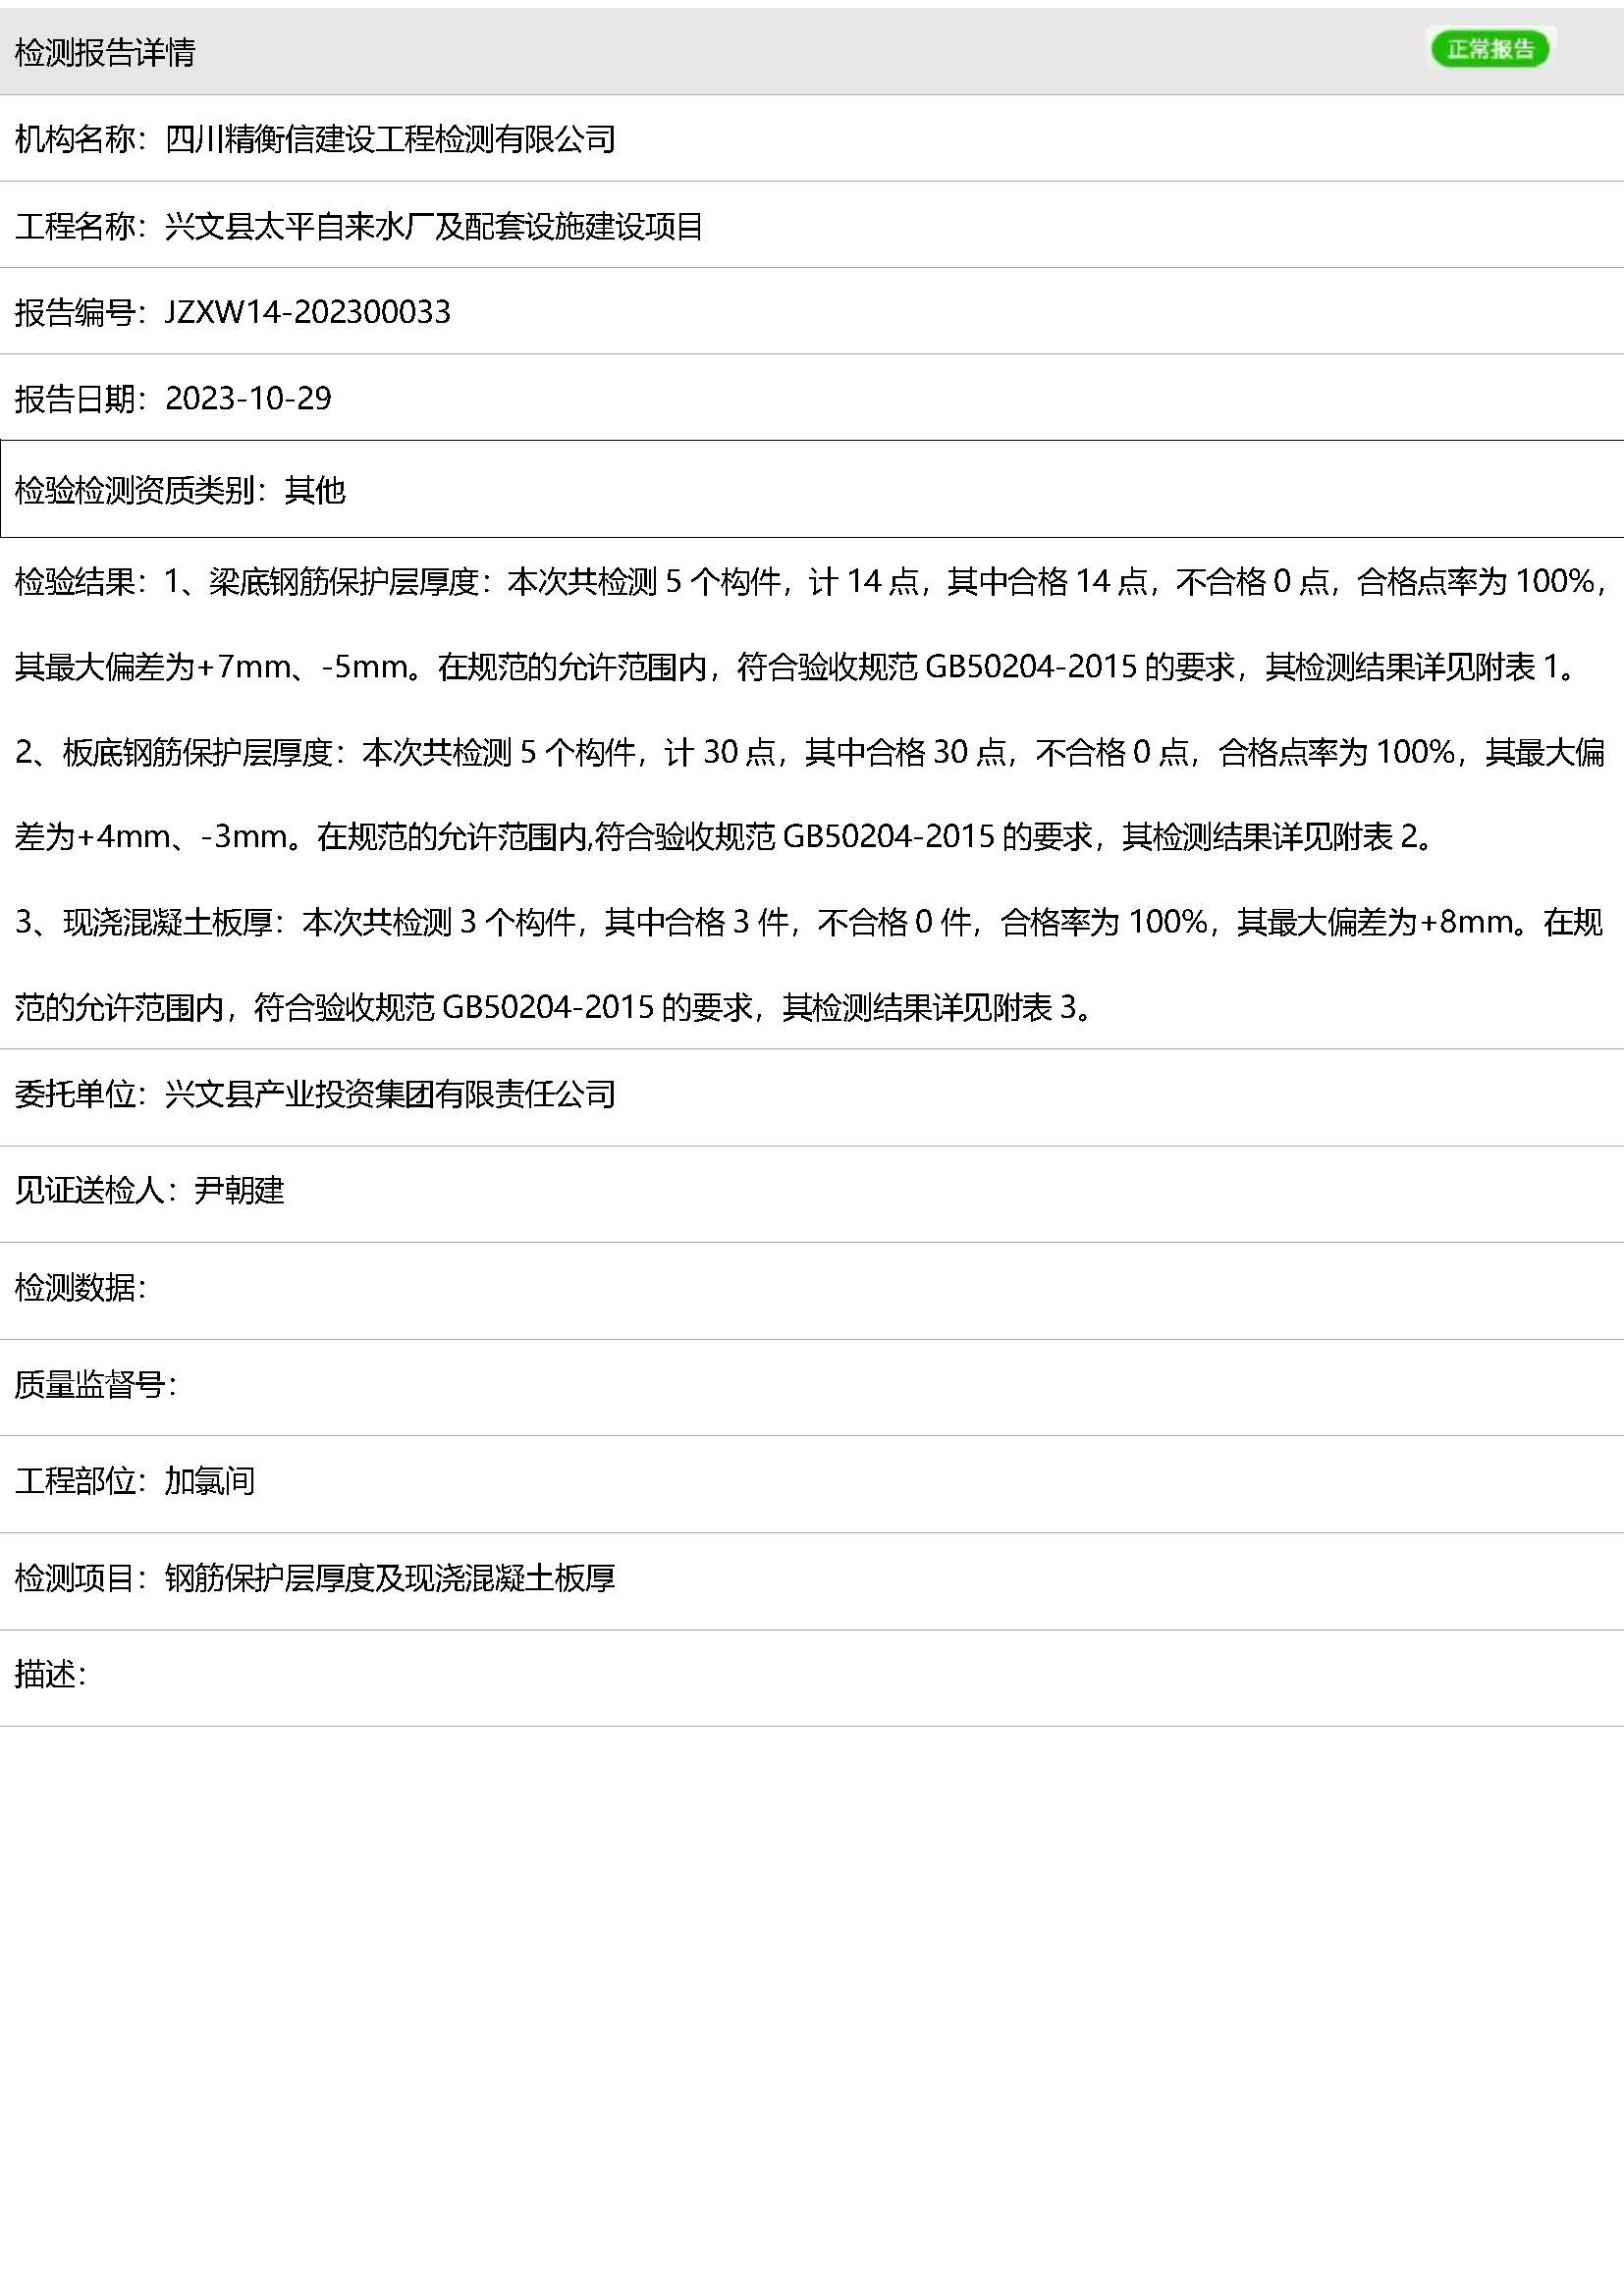 检测报告详情
正常报告
机构名称：四川精衡信建设工程检测有限公司
工程名称：兴文县太平自来水厂及配套设施建设项目
报告编号：JZXW14-202300033
报告日期：2023-10-29
检验检测资质类别：其他
检验结果：1、梁底钢筋保护层厚度：本次共检测 5 个构件，计 14 点，其中合格 14 点，不合格 0 点，合格点率为 100%，
其最大偏差为+7mm、-5mm。在规范的允许范围内，符合验收规范 GB50204-2015 的要求，其检测结果详见附表 1。
2、板底钢筋保护层厚度：本次共检测 5 个构件，计 30 点，其中合格 30 点，不合格 0 点，合格点率为 100%，其最大偏
差为+4mm、-3mm。在规范的允许范围内,符合验收规范 GB50204-2015 的要求，其检测结果详见附表 2。
3、现浇混凝土板厚：本次共检测 3 个构件，其中合格 3 件，不合格 0 件，合格率为 100%，其最大偏差为+8mm。在规
范的允许范围内，符合验收规范 GB50204-2015 的要求，其检测结果详见附表 3。
委托单位：兴文县产业投资集团有限责任公司
见证送检人：尹朝建
检测数据：
质量监督号：
工程部位：加氯间
检测项目：钢筋保护层厚度及现浇混凝土板厚
描述：